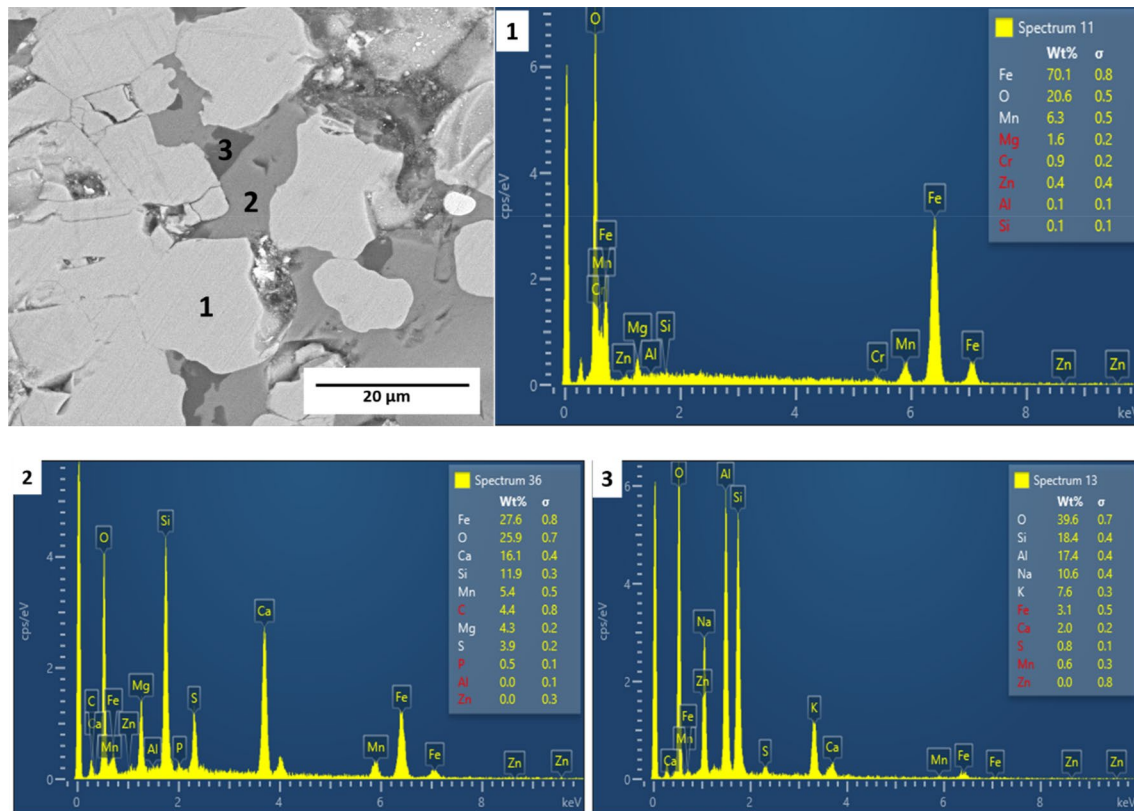 3
2
1
20 µm
1
Spectrum 11
Wt% σ
Fe 70.1 0.8
O 20.6 0.5
Mn 6.3 0.5
Mg 1.6 0.2
Cr 0.9 0.2
Zn 0.4 0.4
Al 0.1 0.1
Si 0.1 0.1
O
Fe
Mn
Cr
Zn
Mg
Al
Si
Cr
Mn
Fe
Fe
Zn
Zn
cps/eV
6
4
2
0
0 2 4 6 8 keV
2
Spectrum 36
Wt% σ
Fe 27.6 0.8
O 25.9 0.7
Ca 16.1 0.4
Si 11.9 0.3
Mn 5.4 0.5
C 4.4 0.8
Mg 4.3 0.2
S 3.9 0.2
P 0.5 0.1
Al 0.0 0.1
Zn 0.0 0.3
Si
O
Ca
C
Fe
Ca
Zn
Mn
Mg
Al
P
S
Mn
Fe
Fe
Zn
Zn
cps/eV
4
2
0
0 2 4 6 8 keV
3
Spectrum 13
Wt% σ
O 39.6 0.7
Si 18.4 0.4
Al 17.4 0.4
Na 10.6 0.4
K 7.6 0.3
Fe 3.1 0.5
Ca 2.0 0.2
S 0.8 0.1
Mn 0.6 0.3
Zn 0.0 0.8
O
Al
Si
Na
Zn
Fe
Mn
Ca
S
K
Ca
Mn
Fe
Fe
Zn
Zn
cps/eV
6
4
2
0
0 2 4 6 8 keV